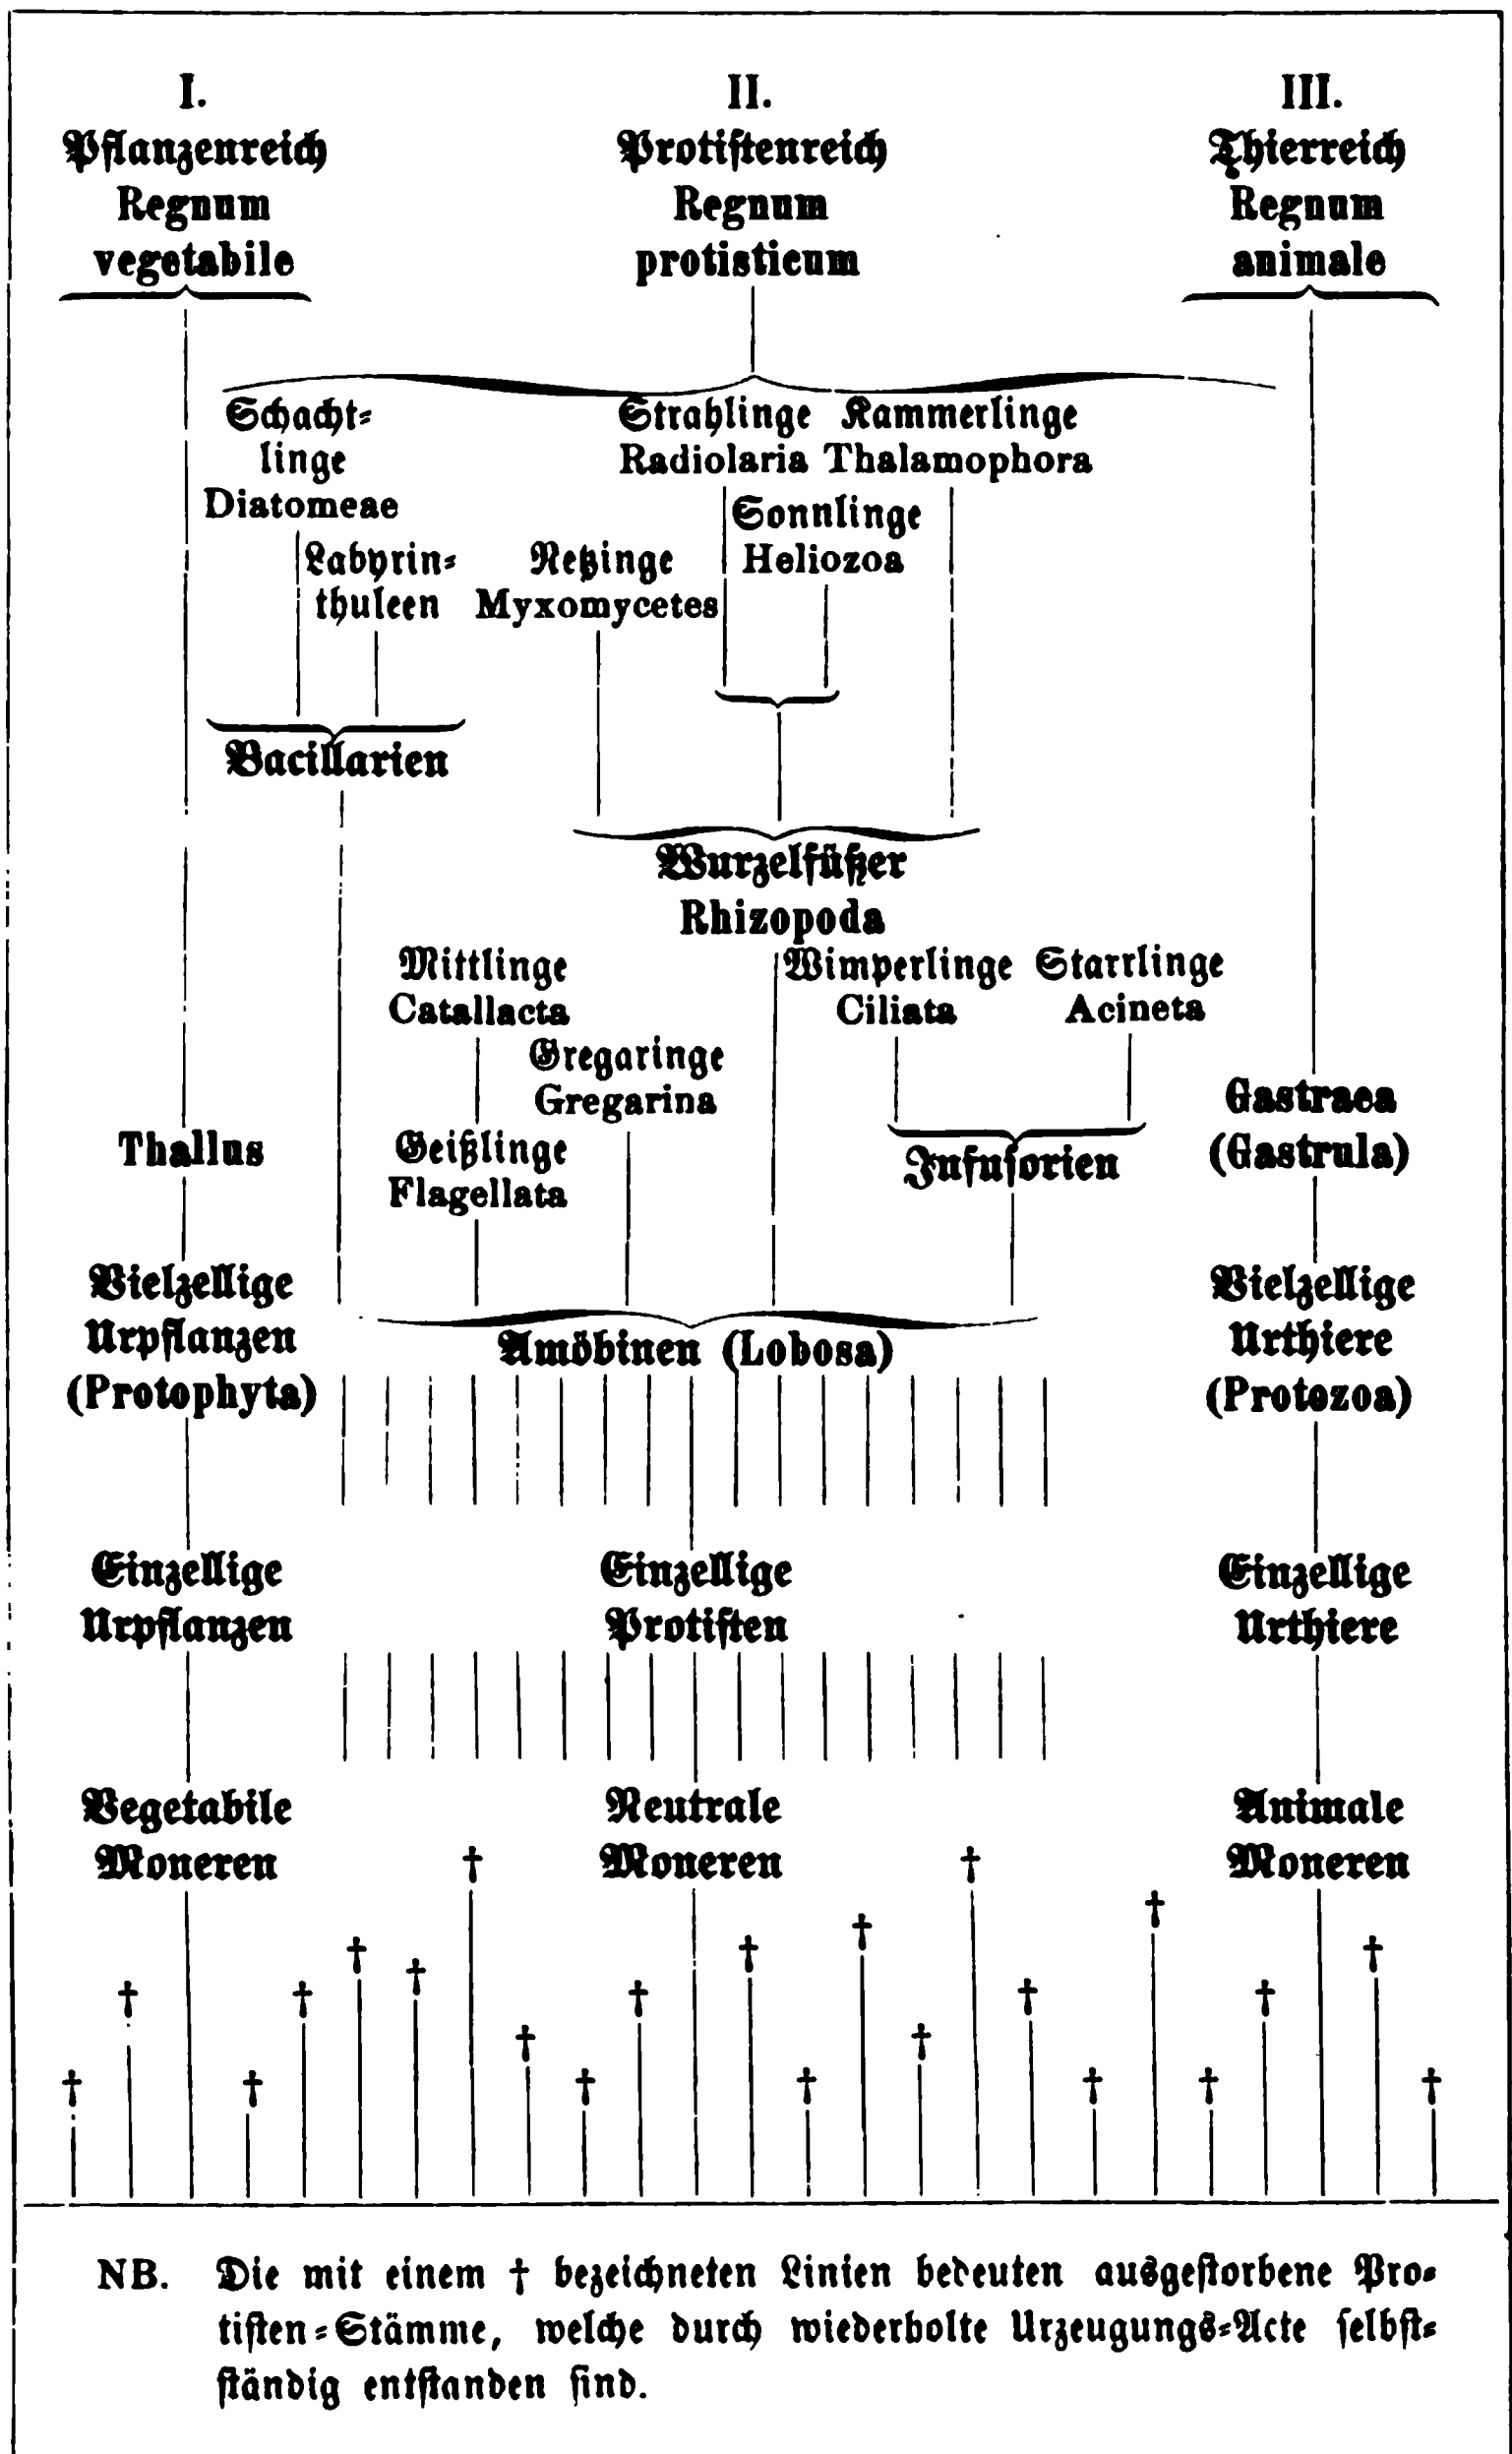 I.
Pflanzenreich
Regnum
vegetabile
II.
Protistenreich
Regnum
protisticum
III.
Thierreich
Regnum
animale
Schacht-
linge
Diatomeae
Strahlinge Kammerlinge
Radiolaria Thalamophora
Sonnlinge
Heliozoa
Labyrin-
thuleen
Netzinge
Myxomycetes
Bacillarien
Wurzelfüßer
Rhizopoda
Mittlinge
Catallacta
Wimperlinge
Ciliata
Starrlinge
Acineta
Gregaringe
Gregarina
Geißlinge
Flagellata
Infusorien
Thallus
Gastraea
(Gastrula)
Vielzellige
Urpflanzen
(Protophyta)
Amöbinen (Lobosa)
Vielzellige
Urthiere
(Protozoa)
Einzellige
Urpflanzen
Einzellige
Protisten
Einzellige
Urthiere
Vegetabile
Moneren
Neutrale
Moneren
Animale
Moneren
† † † † † † † † † † † † † † † † † † † † † †
NB. Die mit einem † bezeichneten Linien bedeuten ausgestorbene Pro-
tisten-Stämme, welche durch wiederholte Urzeugungs-Acte selbst-
ständig entstanden sind.